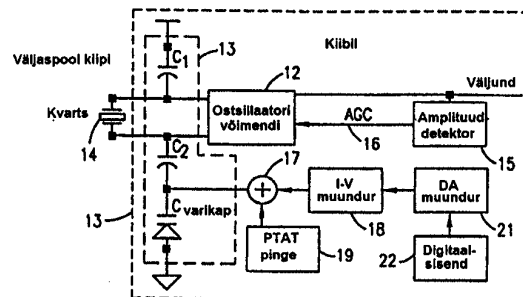 Väljaspool kiipi
Kiibil
13
C1
12
Väljund
Kvarts
Ostsillaatori
võimendi
AGC
Amplituud
detektor
14
16
15
C2
17
13
C varikap
I-V
muundur
DA
muundur
18
21
PTAT
pinge
19
22
Digitaal-
sisend